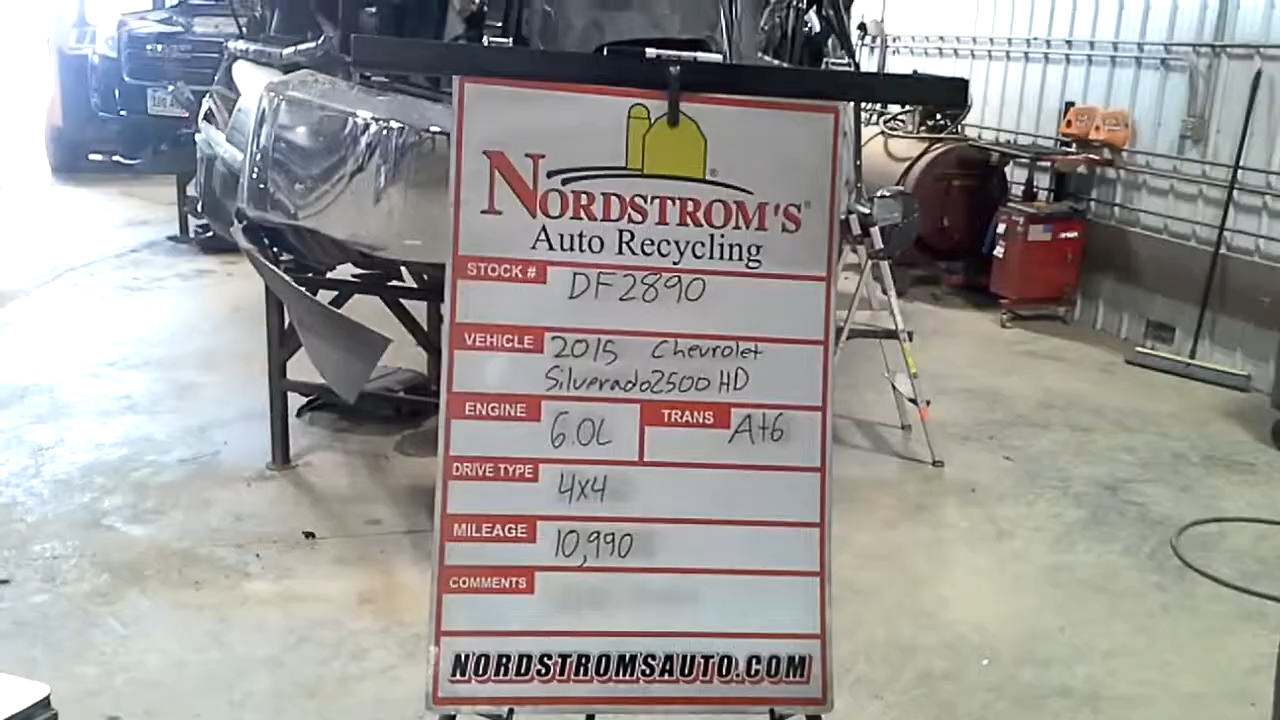 NORDSTROM'S®
Auto Recycling
STOCK # DF2890
VEHICLE 2015 Chevrolet
Silverado2500 HD
ENGINE 6.0L TRANS At6
DRIVE TYPE 4x4
MILEAGE 10,990
COMMENTS
NORDSTROMSAUTO.COM